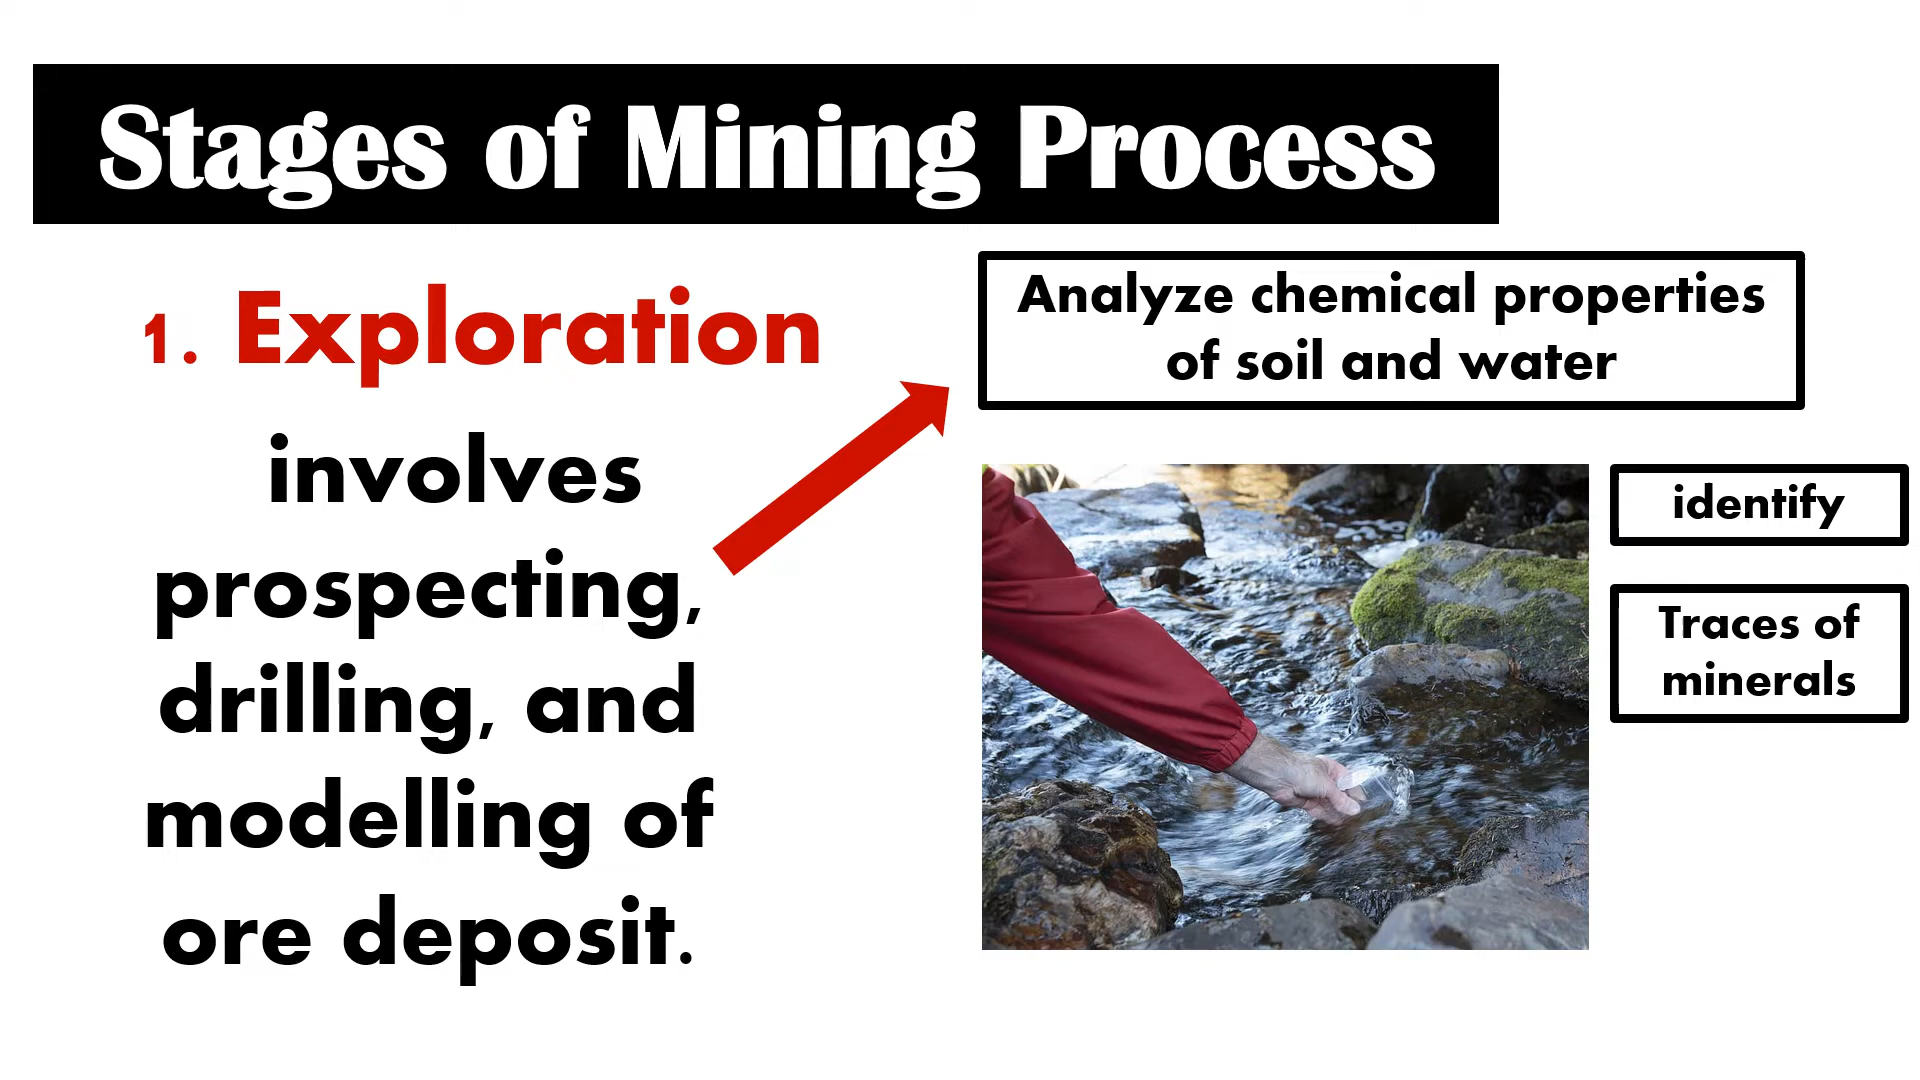 Stages of Mining Process
1. Exploration
involves
prospecting,
drilling, and
modelling of
ore deposit.
Analyze chemical properties
of soil and water
identify
Traces of
minerals